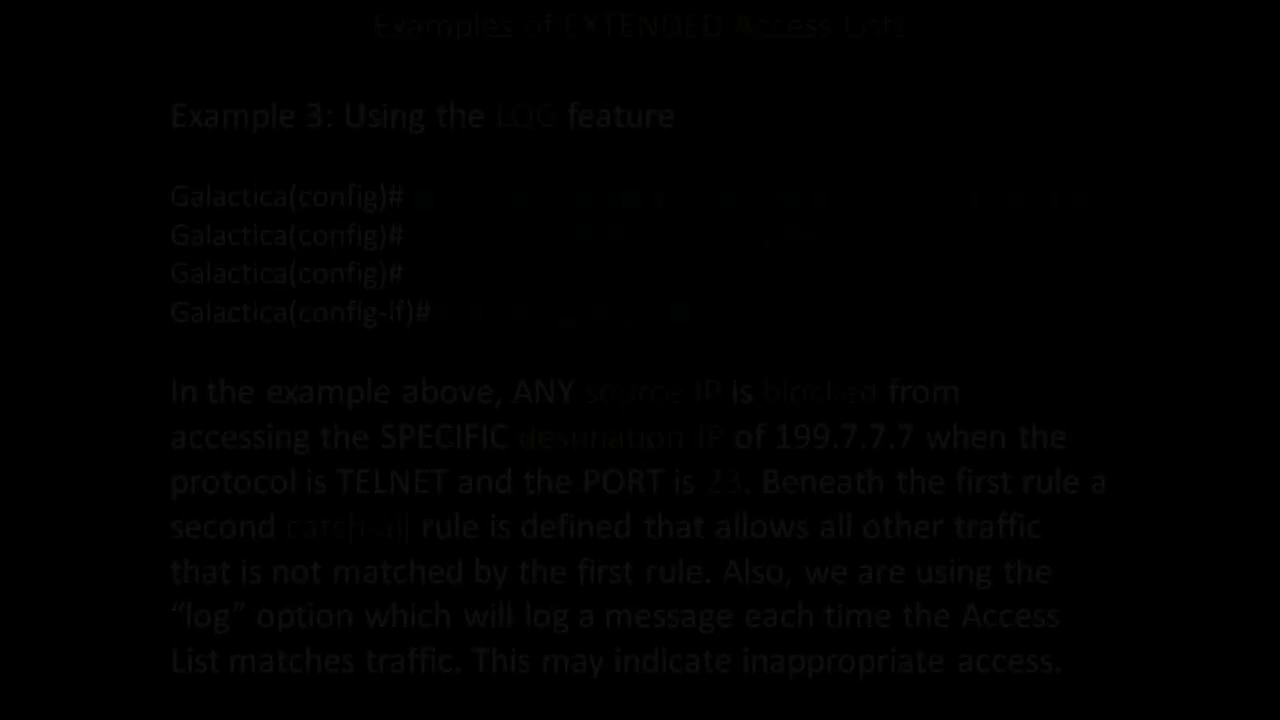 Examples of EXTENDED Access Lists
Example 3: Using the LOG feature
Galactica(config)#
Galactica(config)#
Galactica(config)#
Galactica(config-if)#
In the example above, ANY source IP is blocked from
accessing the SPECIFIC destination IP of 199.7.7.7 when the
protocol is TELNET and the PORT is 23. Beneath the first rule a
second catch-all rule is defined that allows all other traffic
that is not matched by the first rule. Also, we are using the
“log” option which will log a message each time the Access
List matches traffic. This may indicate inappropriate access.